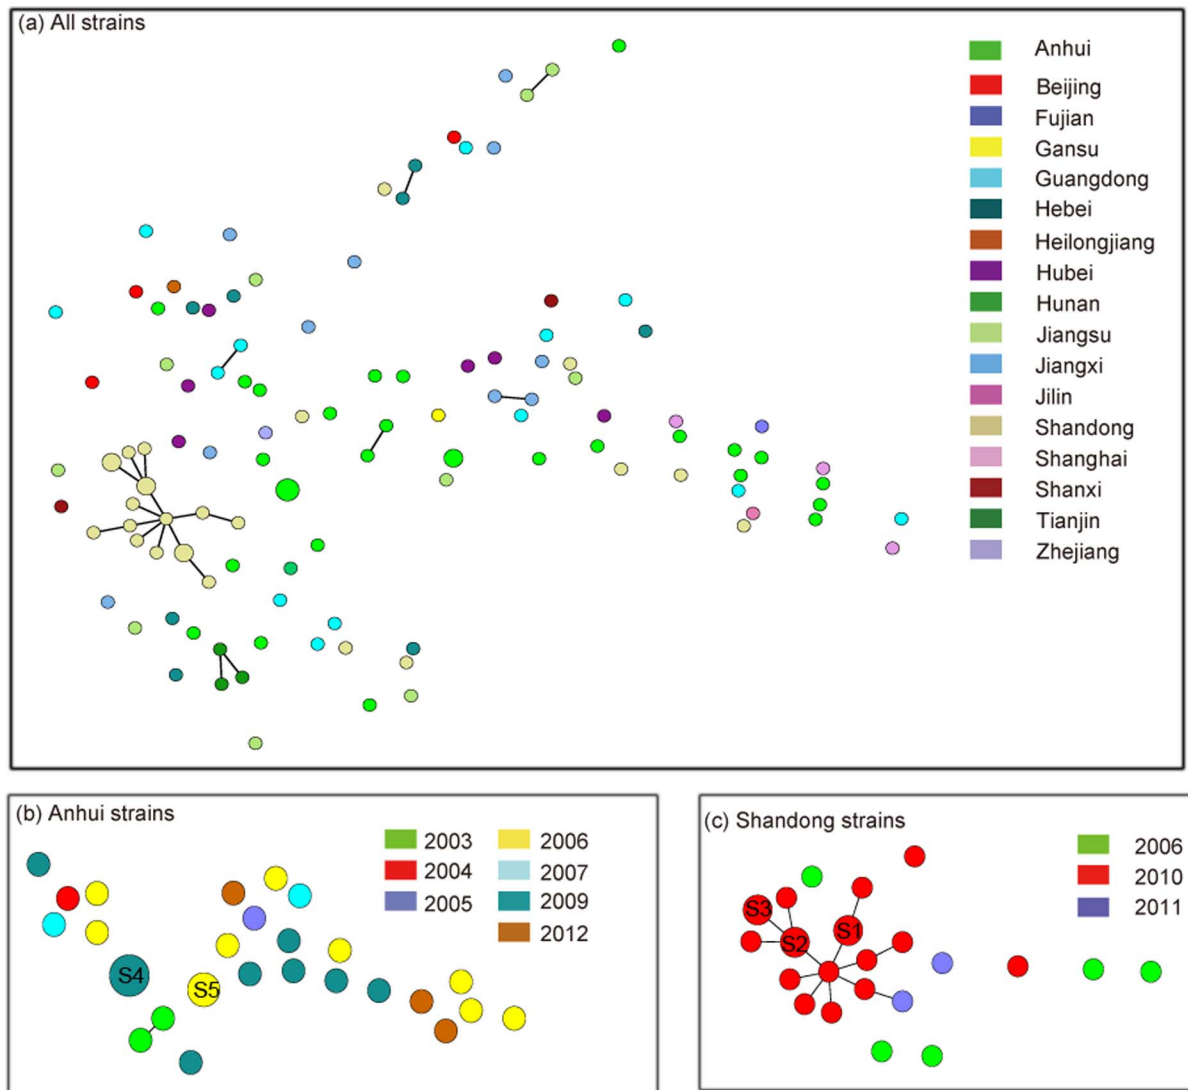 (a) All strains
Anhui
Beijing
Fujian
Gansu
Guangdong
Hebei
Heilongjiang
Hubei
Hunan
Jiangsu
Jiangxi
Jilin
Shandong
Shanghai
Shanxi
Tianjin
Zhejiang
(b) Anhui strains
2003 2006
2004 2007
2005 2009
2012
S4
S5
(c) Shandong strains
2006
2010
2011
S3
S1
S2